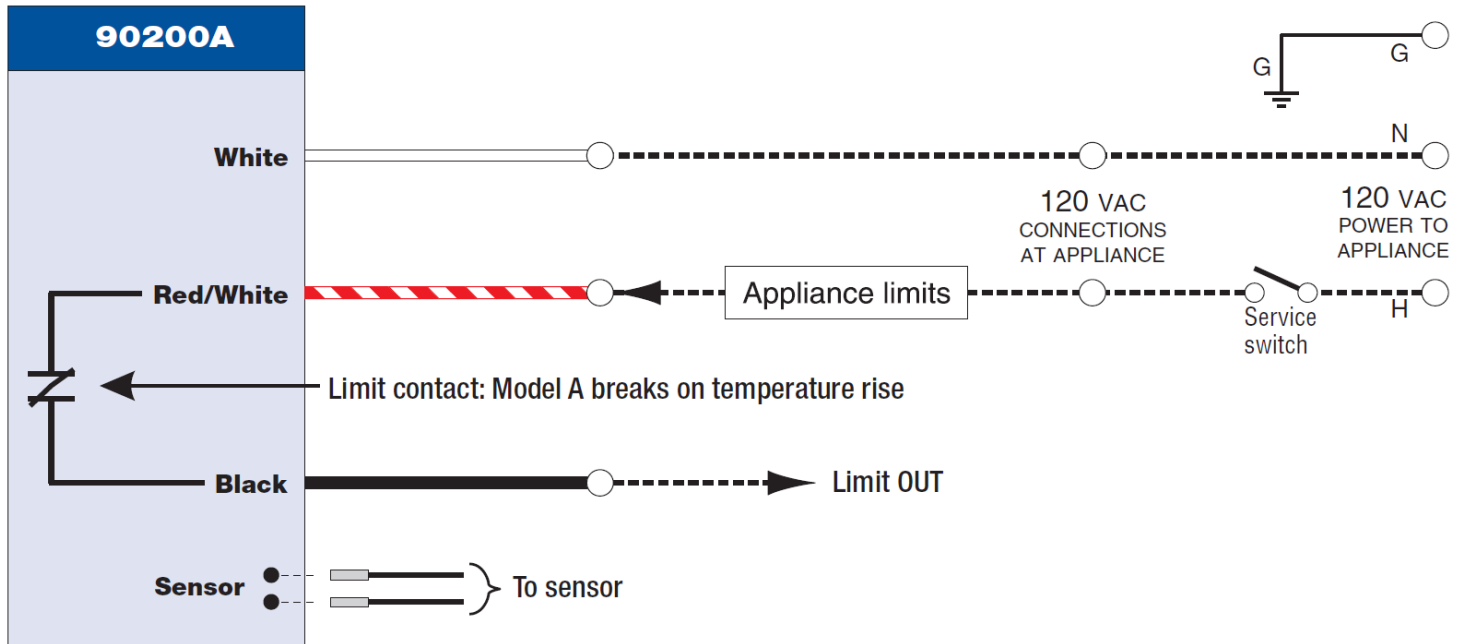 90200A
G
G
White
N
120 VAC
CONNECTIONS
AT APPLIANCE
120 VAC
POWER TO
APPLIANCE
Red/White
Appliance limits
H
Service
switch
Limit contact: Model A breaks on temperature rise
Black
Limit OUT
Sensor
To sensor